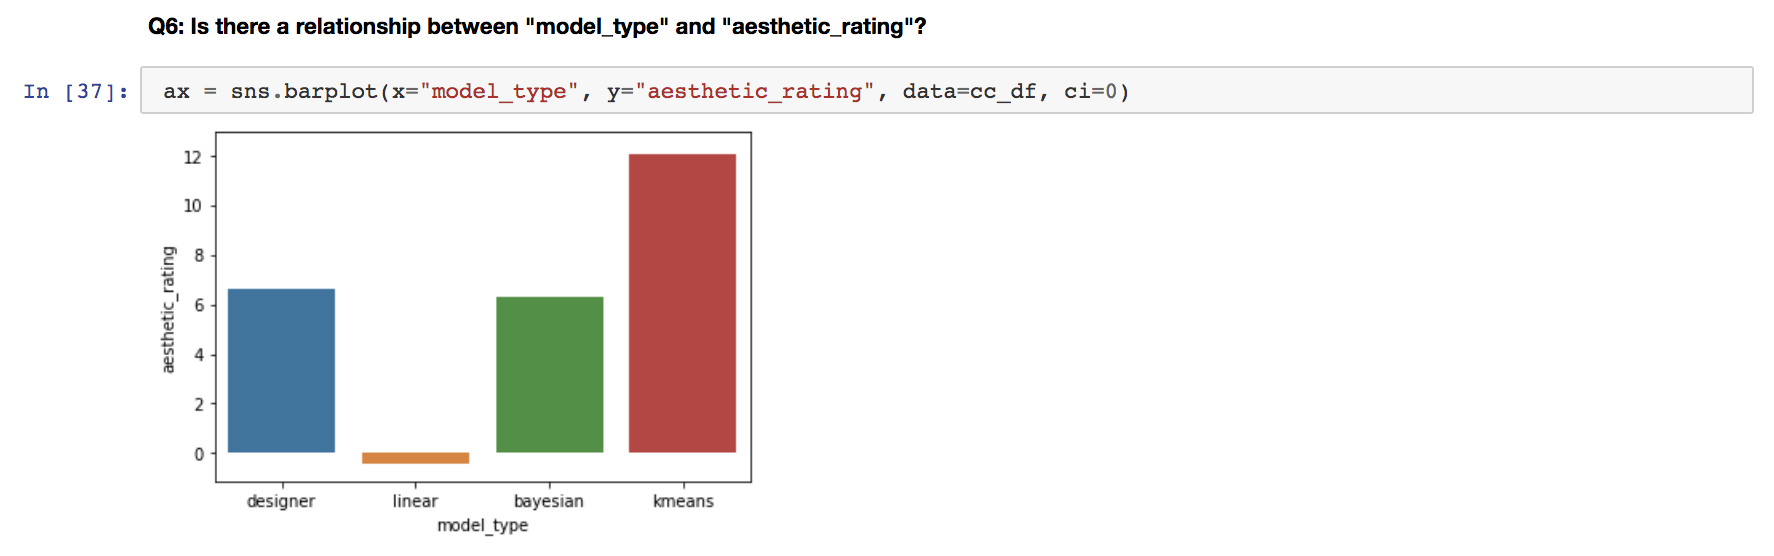 Q6: Is there a relationship between "model_type" and "aesthetic_rating"?
In [37]: ax = sns.barplot(x="model_type", y="aesthetic_rating", data=cc_df, ci=0)
12
10
8
6
4
2
0
aesthetic_rating
designer linear bayesian kmeans
model_type